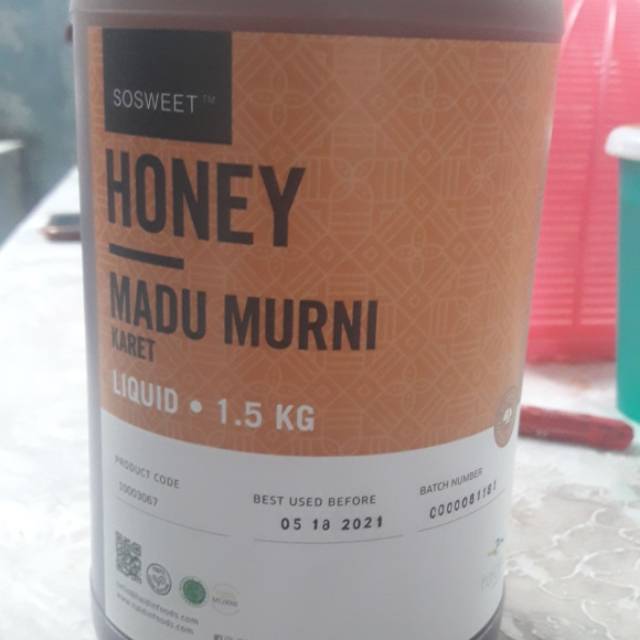 SOSWEET™
HONEY
MADU MURNI
KARET
LIQUID • 1.5 KG
PRODUCT CODE
10003067
BEST USED BEFORE
05 18 2021
BATCH NUMBER
0000061181